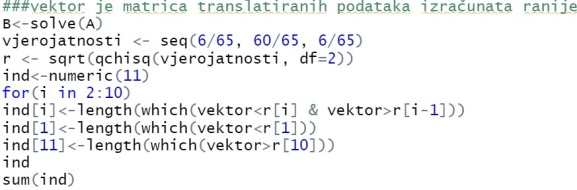 ###vektor je matrica translatiranih podataka izračunata ranije
B<-solve(A)
vjerojatnosti <- seq(6/65, 60/65, 6/65)
r <- sqrt(qchisq(vjerojatnosti, df=2))
ind<-numeric(11)
for(i in 2:10)
ind[i]<-length(which(vektor<r[i] & vektor>r[i-1]))
ind[1]<-length(which(vektor<r[1]))
ind[11]<-length(which(vektor>r[10]))
ind
sum(ind)